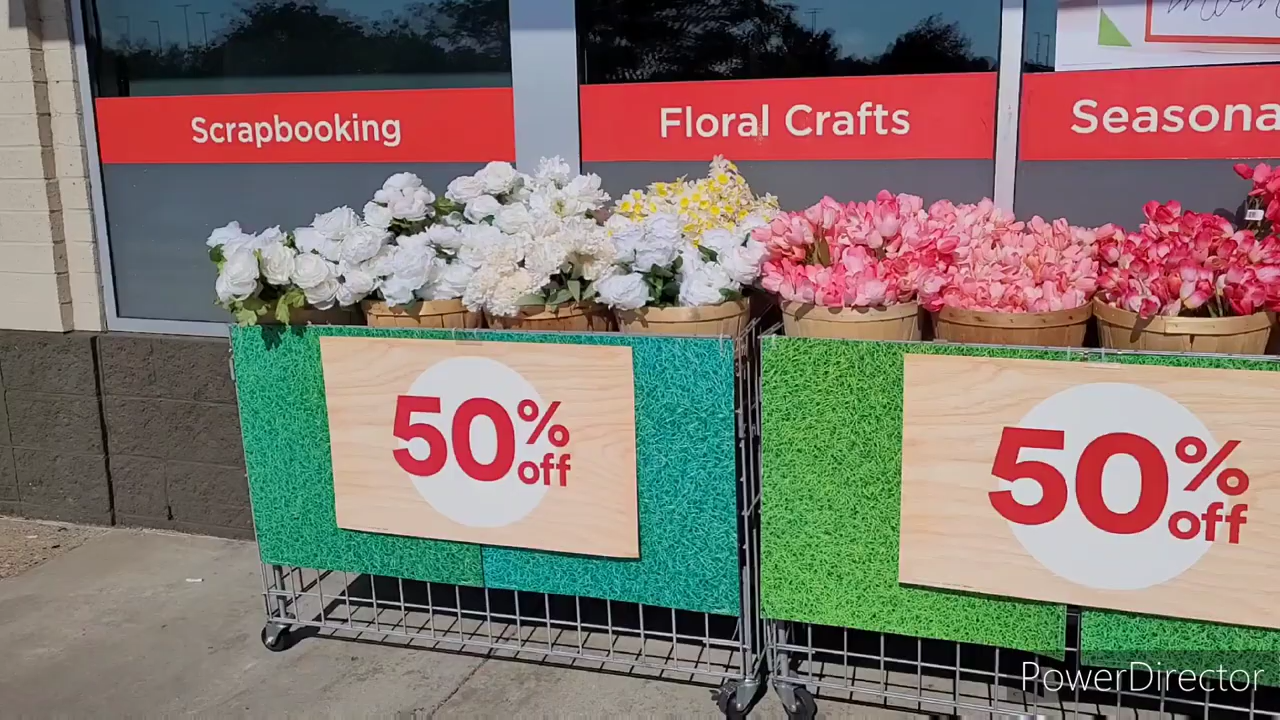 Scrapbooking
Floral Crafts
Seasona
50% off
50% off
PowerDirector